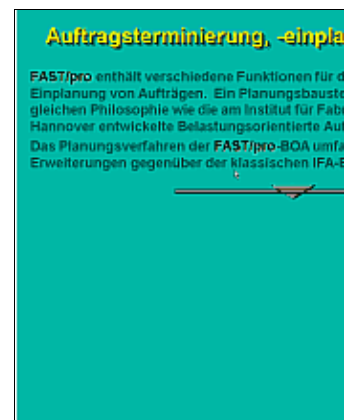 Auftragsterminierung, -einpla
FAST/pro enthält verschiedene Funktionen für d
Einplanung von Aufträgen. Ein Planungsbauste
gleichen Philosophie wie die am Institut für Fabr
Hannover entwickelte Belastungsorientierte Auf
Das Planungsverfahren der FAST/pro-BOA umfa
Erweiterungen gegenüber der klassischen IFA-B